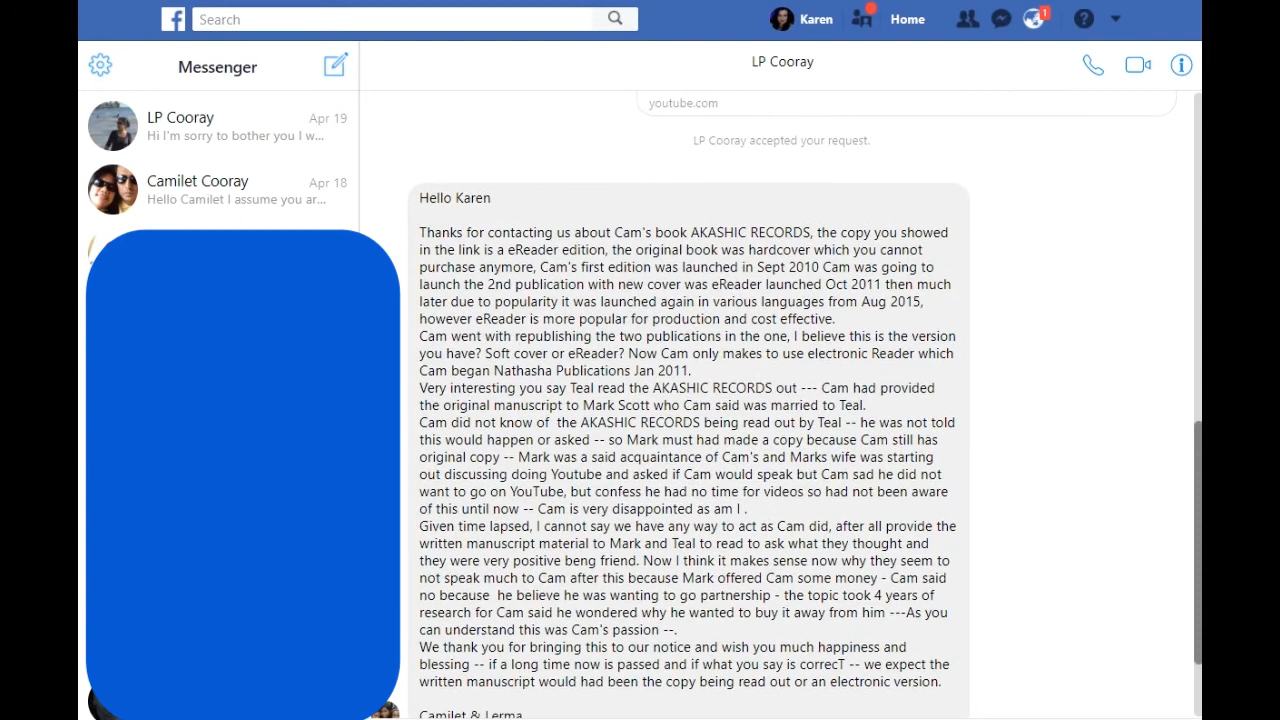 Search
Karen
Home
1
Messenger
LP Cooray
LP Cooray
Apr 19
Hi I'm sorry to bother you I w...
Camilet Cooray
Apr 18
Hello Camilet I assume you ar...
youtube.com
LP Cooray accepted your request.
Hello Karen
Thanks for contacting us about Cam's book AKASHIC RECORDS, the copy you showed
in the link is a eReader edition, the original book was hardcover which you cannot
purchase anymore, Cam's first edition was launched in Sept 2010 Cam was going to
launch the 2nd publication with new cover was eReader launched Oct 2011 then much
later due to popularity it was launched again in various languages from Aug 2015,
however eReader is more popular for production and cost effective.
Cam went with republishing the two publications in the one, I believe this is the version
you have? Soft cover or eReader? Now Cam only makes to use electronic Reader which
Cam began Nathasha Publications Jan 2011.
Very interesting you say Teal read the AKASHIC RECORDS out --- Cam had provided
the original manuscript to Mark Scott who Cam said was married to Teal.
Cam did not know of the AKASHIC RECORDS being read out by Teal -- he was not told
this would happen or asked -- so Mark must had made a copy because Cam still has
original copy -- Mark was a said acquaintance of Cam's and Marks wife was starting
out discussing doing Youtube and asked if Cam would speak but Cam sad he did not
want to go on YouTube, but confess he had no time for videos so had not been aware
of this until now -- Cam is very disappointed as am I .
Given time lapsed, I cannot say we have any way to act as Cam did, after all provide the
written manuscript material to Mark and Teal to read to ask what they thought and
they were very positive beng friend. Now I think it makes sense now why they seem to
not speak much to Cam after this because Mark offered Cam some money - Cam said
no because he believe he was wanting to go partnership - the topic took 4 years of
research for Cam said he wondered why he wanted to buy it away from him ---As you
can understand this was Cam's passion --.
We thank you for bringing this to our notice and wish you much happiness and
blessing -- if a long time now is passed and if what you say is correcT -- we expect the
written manuscript would had been the copy being read out or an electronic version.
Camilet & Lerma